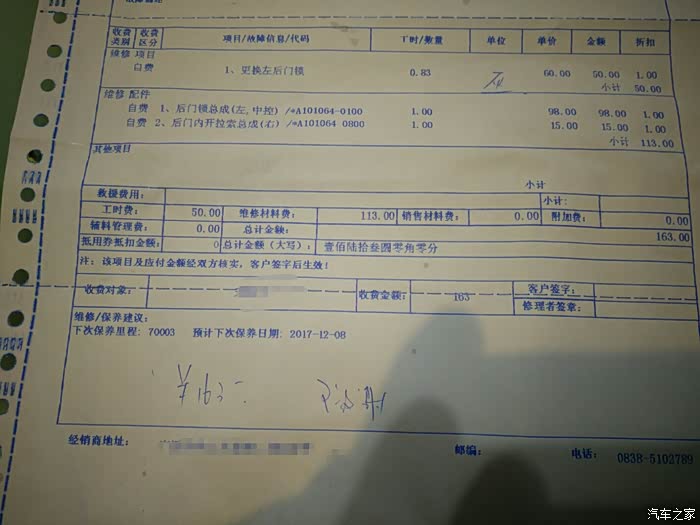 收费类别 收费区分 项目/故障信息/代码 工时/数量 单位 单价 金额 折扣
维修 项目
自费 1、更换左后门锁 0.83 60.00 50.00 1.00
小计 50.00
维修 配件
自费 1、后门锁总成(左,中控) /*A101064-0100 1.00 98.00 98.00 1.00
自费 2、后门内开拉索总成(右) /*A101064 0800 1.00 15.00 15.00 1.00
小计 113.00
其他项目
小计
救援费用: 小计:
工时费: 50.00 维修材料费: 113.00 销售材料费: 0.00 附加费: 0.00
辅料管理费: 0.00 总计金额: 163.00
抵用券抵扣金额: 0 总计金额(大写): 壹佰陆拾叁圆零角零分
注: 该项目及应付金额经双方核实,客户签字后生效!
收费对象: 收费金额: 163 客户签字:
修理者签章:
维修/保养建议:
下次保养里程: 70003 预计下次保养日期: 2017-12-08
¥163
经销商地址: 邮编: 电话: 0838-5102789
汽车之家